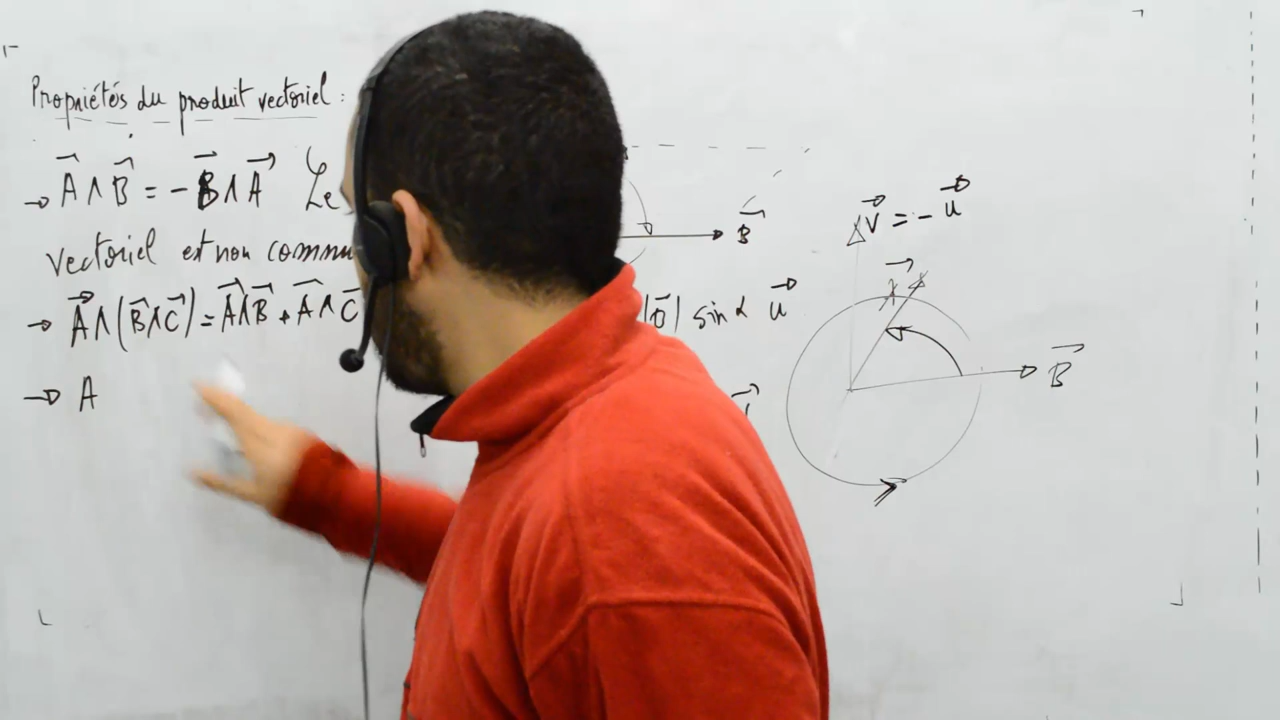 Propriétés du produit vectoriel :
→ A⃗ ∧ B⃗ = - B⃗ ∧ A⃗ Le
vectoriel est non commu
→ A⃗ ∧ (B⃗ ∧ C⃗) = A⃗ ∧ B⃗ + A⃗ ∧ C⃗
→ A
B⃗
sin α u⃗
V⃗ = - u⃗
B⃗